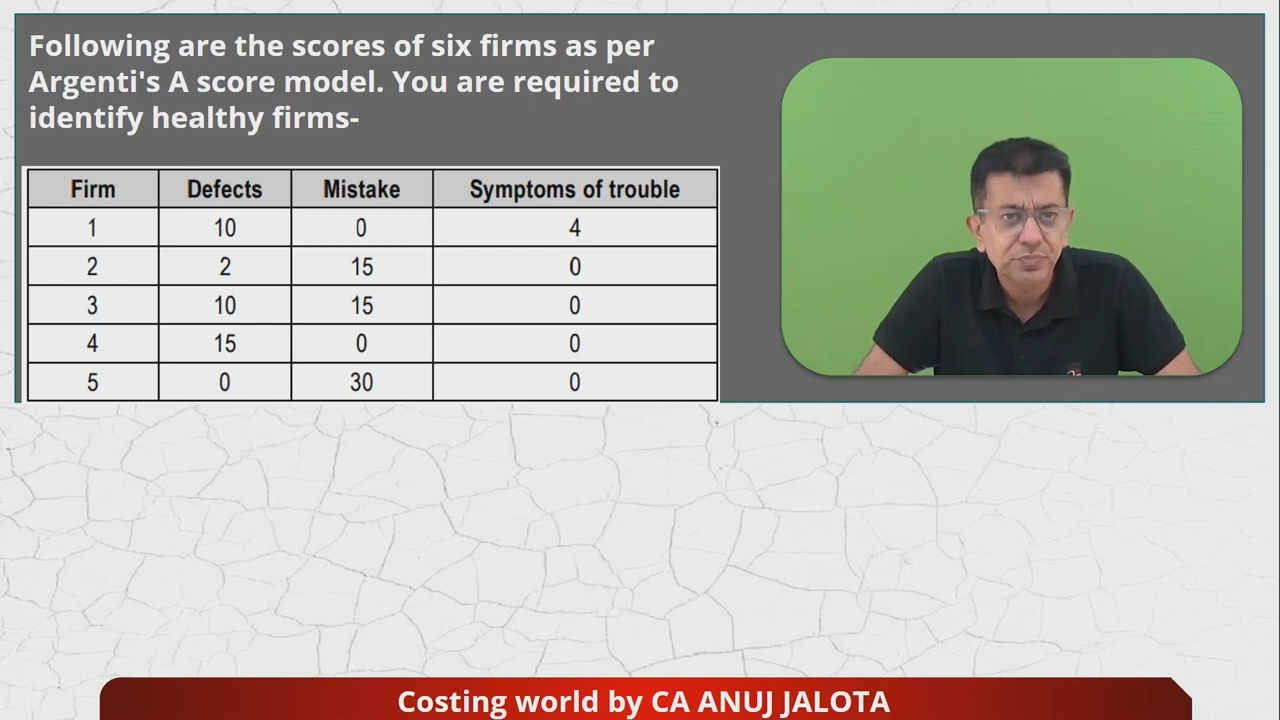 Following are the scores of six firms as per
Argenti's A score model. You are required to
identify healthy firms-
Firm Defects Mistake Symptoms of trouble
1 10 0 4
2 2 15 0
3 10 15 0
4 15 0 0
5 0 30 0
Costing world by CA ANUJ JALOTA